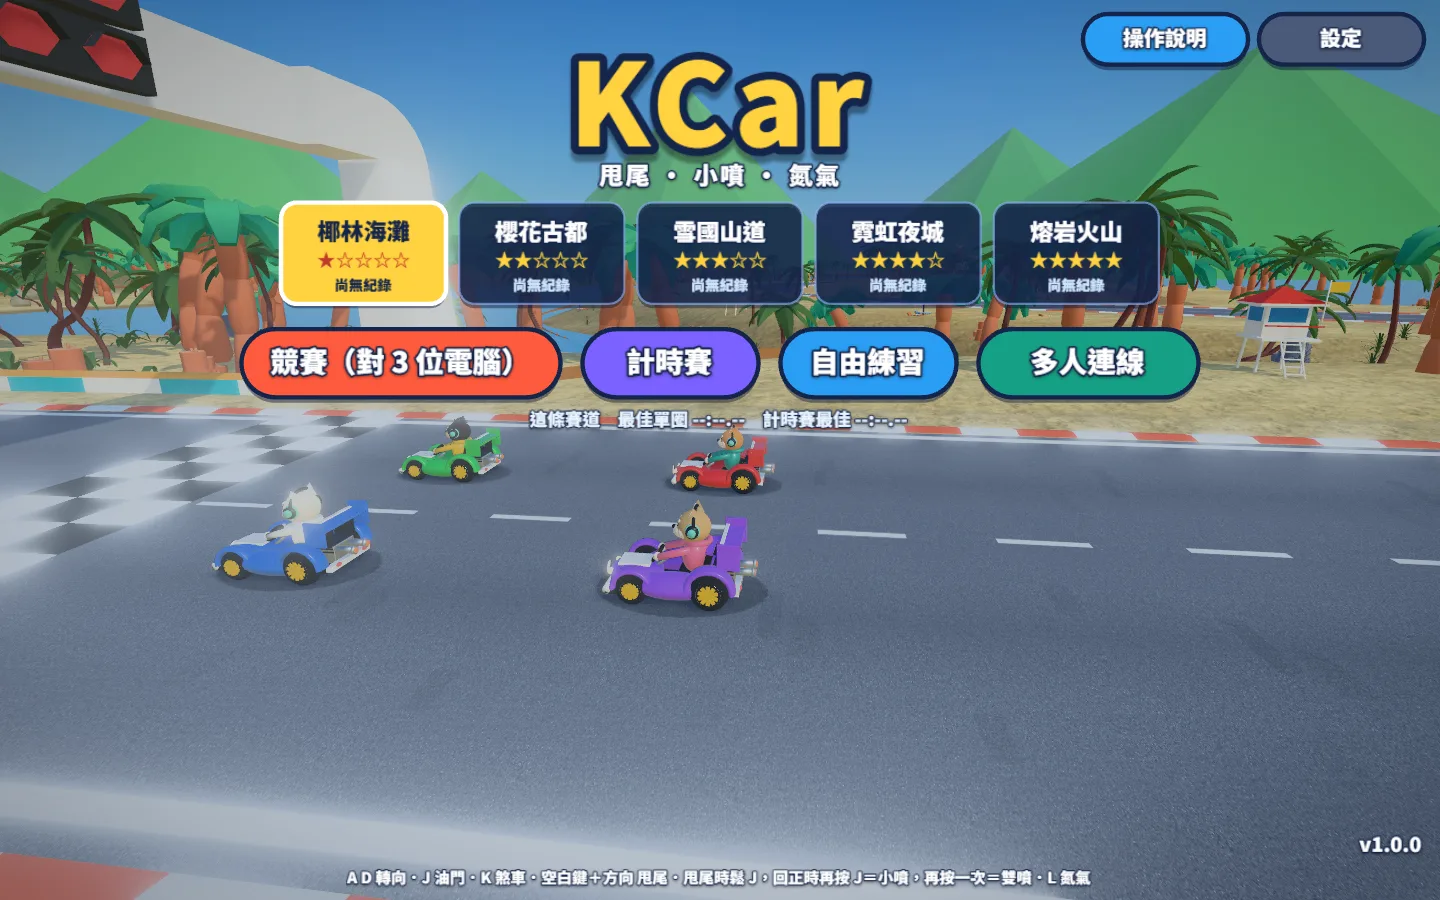 操作說明
設定
KCar
甩尾・小噴・氮氣
椰林海灘
★☆☆☆☆
尚無紀錄
櫻花古都
★★☆☆☆
尚無紀錄
雪國山道
★★★☆☆
尚無紀錄
霓虹夜城
★★★★☆
尚無紀錄
熔岩火山
★★★★★
尚無紀錄
競賽（對 3 位電腦）
計時賽
自由練習
多人連線
這條賽道　最佳單圈 --:--.--　計時賽最佳 --:--.--
v1.0.0
A D 轉向・J 油門・K 煞車・空白鍵＋方向 甩尾・甩尾時鬆 J，回正時再按 J＝小噴，再按一次＝雙噴・L 氮氣